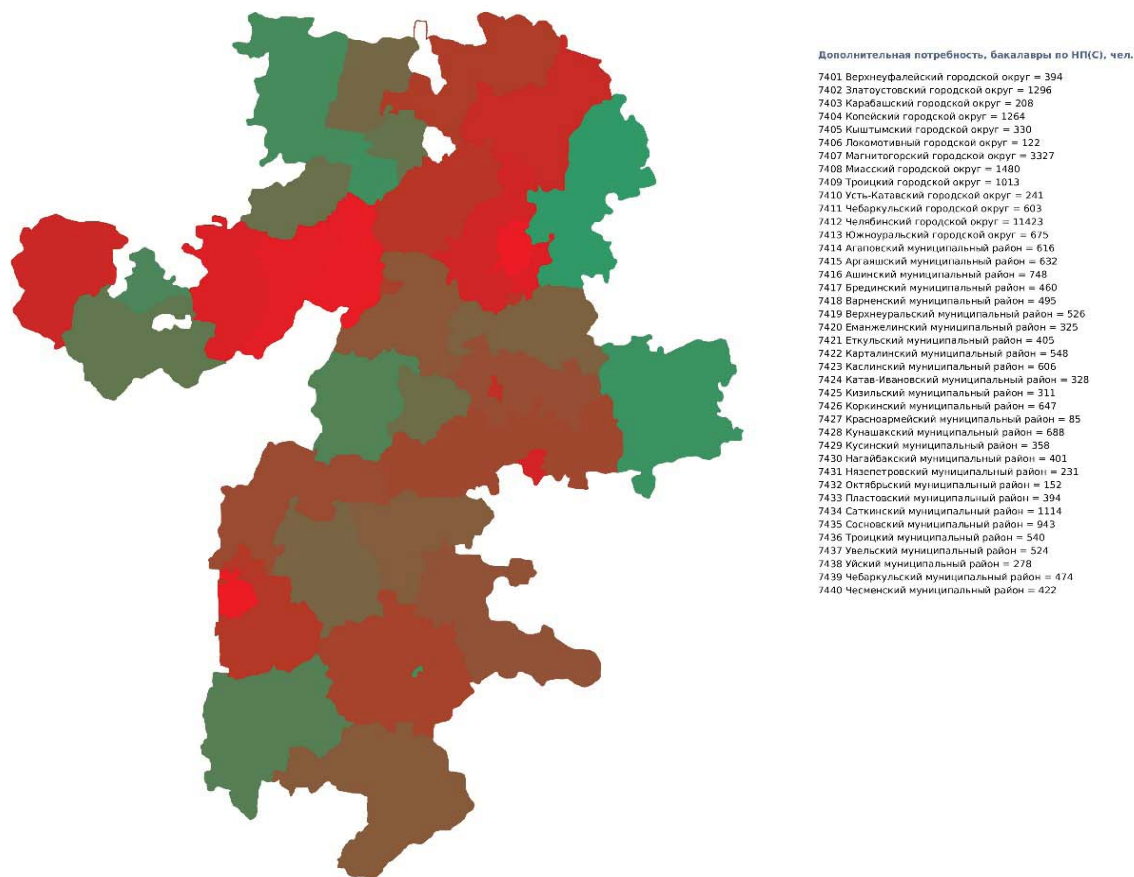 Дополнительная потребность, бакалавры по НП(С), чел.
7401 Верхнеуфалейский городской округ = 394
7402 Златоустовский городской округ = 1296
7403 Карабашский городской округ = 208
7404 Копейский городской округ = 1264
7405 Кыштымский городской округ = 330
7406 Локомотивный городской округ = 122
7407 Магнитогорский городской округ = 3327
7408 Миасский городской округ = 1480
7409 Троицкий городской округ = 1013
7410 Усть-Катавский городской округ = 241
7411 Чебаркульский городской округ = 603
7412 Челябинский городской округ = 11423
7413 Южноуральский городской округ = 675
7414 Агаповский муниципальный район = 616
7415 Аргаяшский муниципальный район = 632
7416 Ашинский муниципальный район = 748
7417 Брединский муниципальный район = 460
7418 Варненский муниципальный район = 495
7419 Верхнеуральский муниципальный район = 526
7420 Еманжелинский муниципальный район = 325
7421 Еткульский муниципальный район = 405
7422 Карталинский муниципальный район = 548
7423 Каслинский муниципальный район = 606
7424 Катав-Ивановский муниципальный район = 328
7425 Кизильский муниципальный район = 311
7426 Коркинский муниципальный район = 647
7427 Красноармейский муниципальный район = 85
7428 Кунашакский муниципальный район = 688
7429 Кусинский муниципальный район = 358
7430 Нагайбакский муниципальный район = 401
7431 Нязепетровский муниципальный район = 231
7432 Октябрьский муниципальный район = 152
7433 Пластовский муниципальный район = 394
7434 Саткинский муниципальный район = 1114
7435 Сосновский муниципальный район = 943
7436 Троицкий муниципальный район = 540
7437 Увельский муниципальный район = 524
7438 Уйский муниципальный район = 278
7439 Чебаркульский муниципальный район = 474
7440 Чесменский муниципальный район = 422